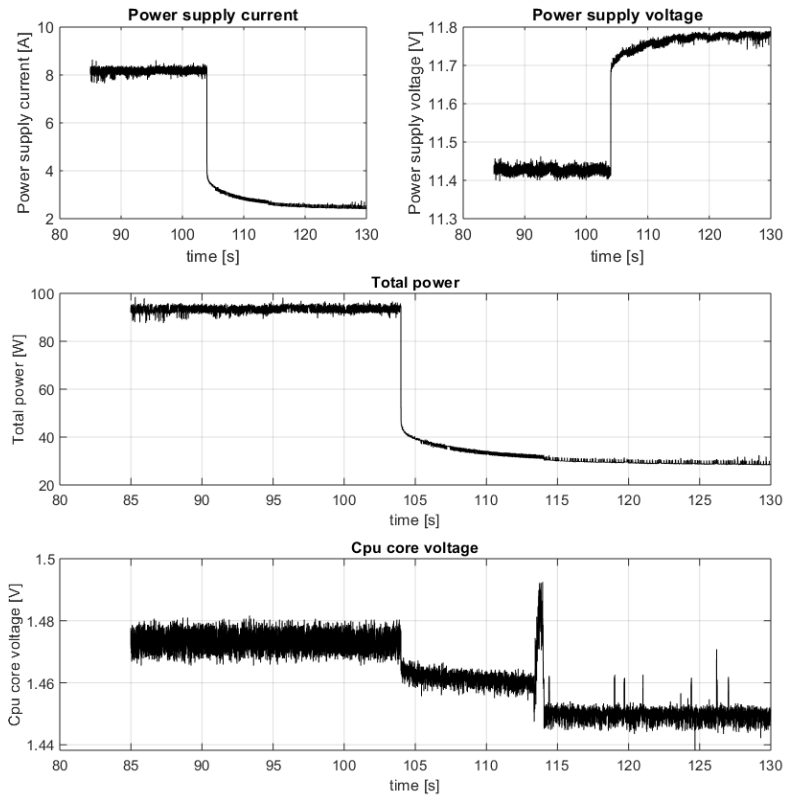 Power supply current
Power supply current [A]
10
8
6
4
2
80 90 100 110 120 130
time [s]
Power supply voltage
Power supply voltage [V]
11.8
11.7
11.6
11.5
11.4
11.3
80 90 100 110 120 130
time [s]
Total power
Total power [W]
100
80
60
40
20
80 85 90 95 100 105 110 115 120 125 130
time [s]
Cpu core voltage
Cpu core voltage [V]
1.5
1.48
1.46
1.44
80 85 90 95 100 105 110 115 120 125 130
time [s]